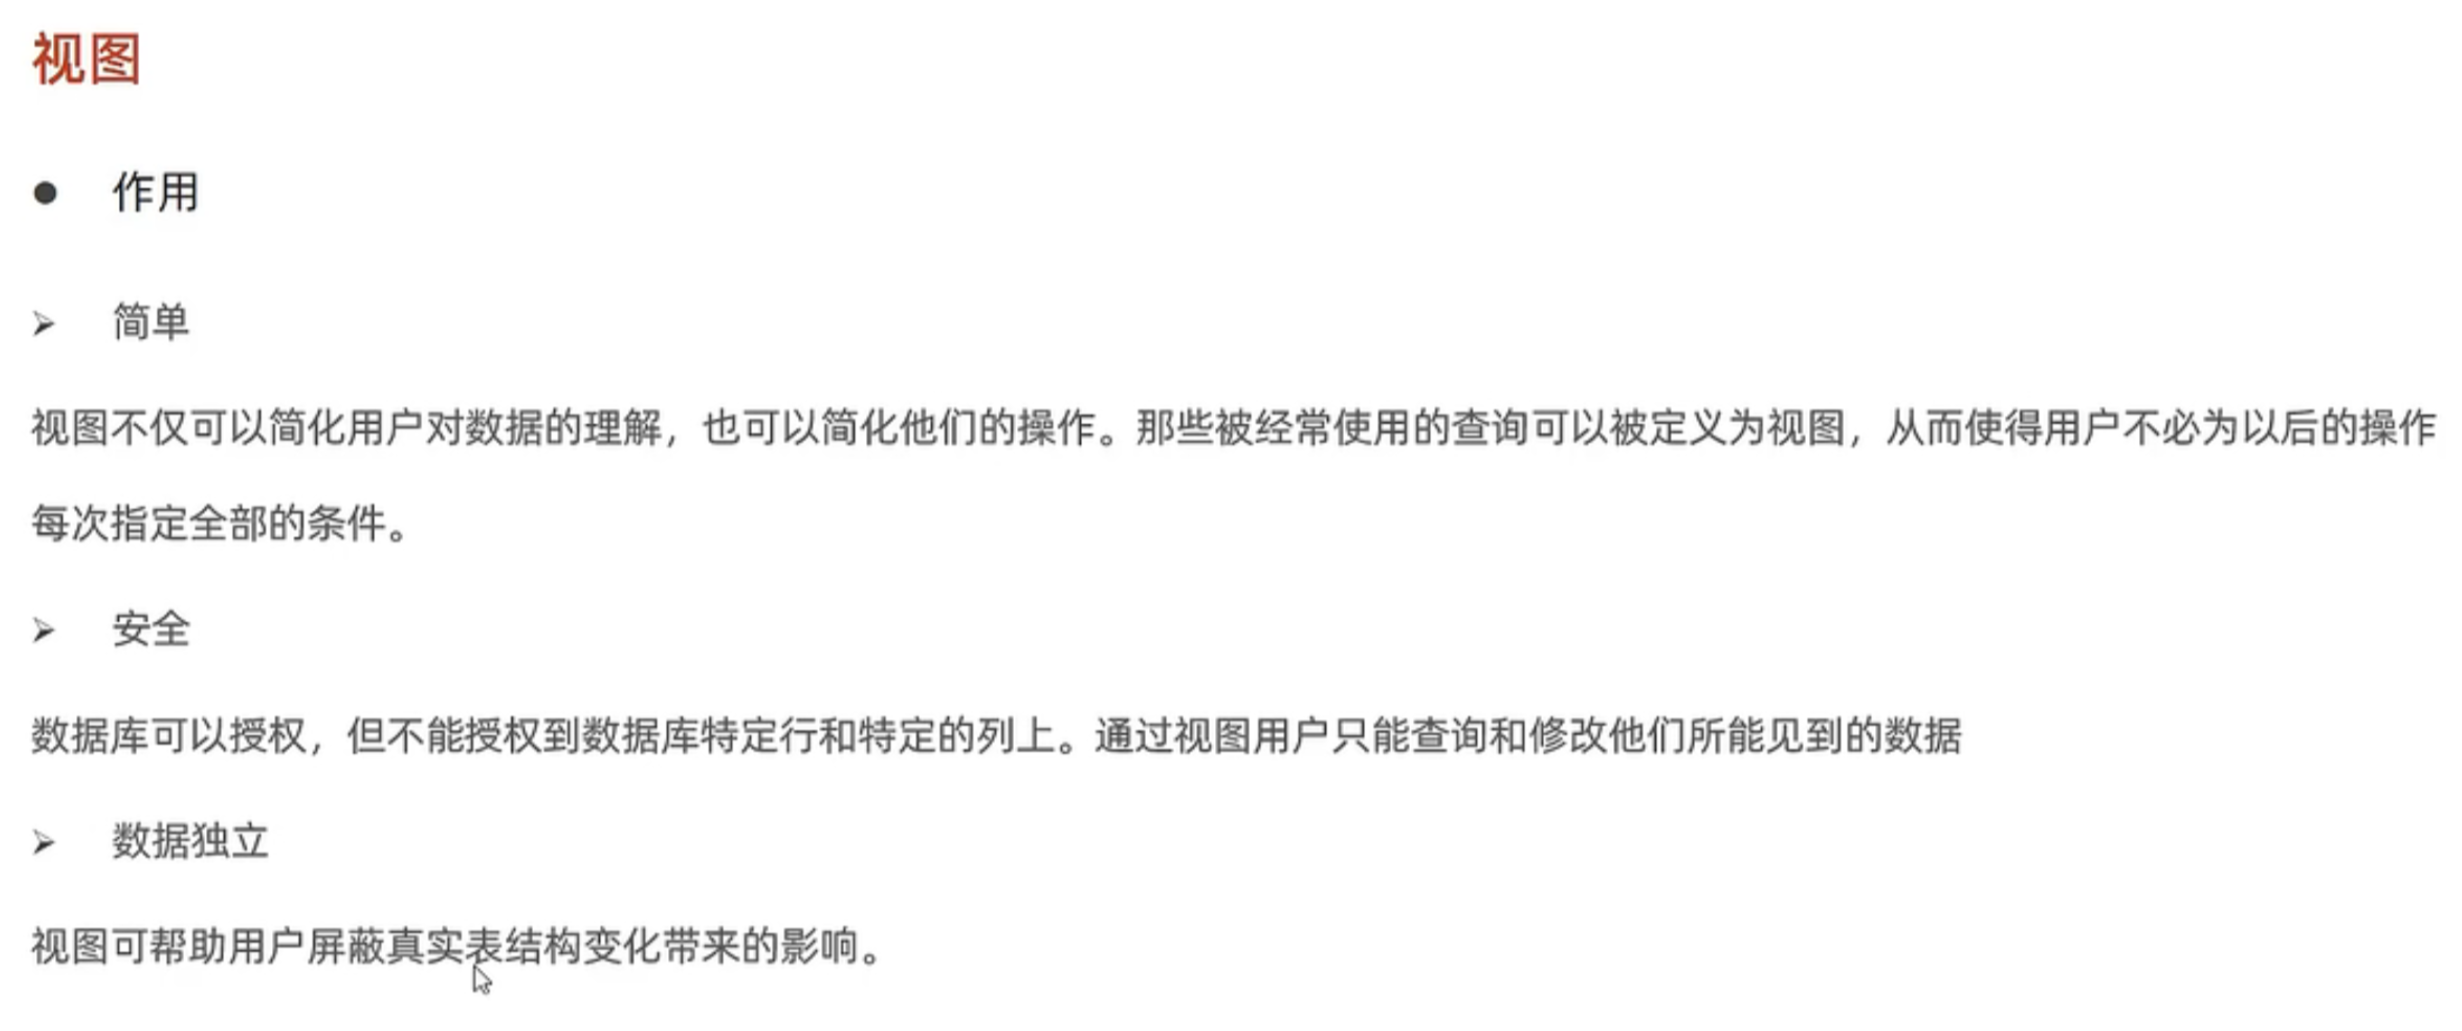 视图
● 作用
➢ 简单
视图不仅可以简化用户对数据的理解，也可以简化他们的操作。那些被经常使用的查询可以被定义为视图，从而使得用户不必为以后的操作
每次指定全部的条件。
➢ 安全
数据库可以授权，但不能授权到数据库特定行和特定的列上。通过视图用户只能查询和修改他们所能见到的数据
➢ 数据独立
视图可帮助用户屏蔽真实表结构变化带来的影响。